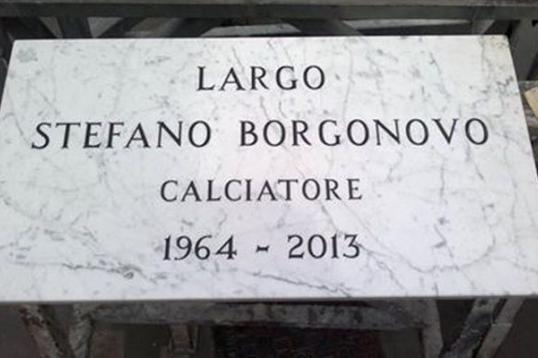 LARGO
STEFANO BORGONOVO
CALCIATORE
1964 - 2013